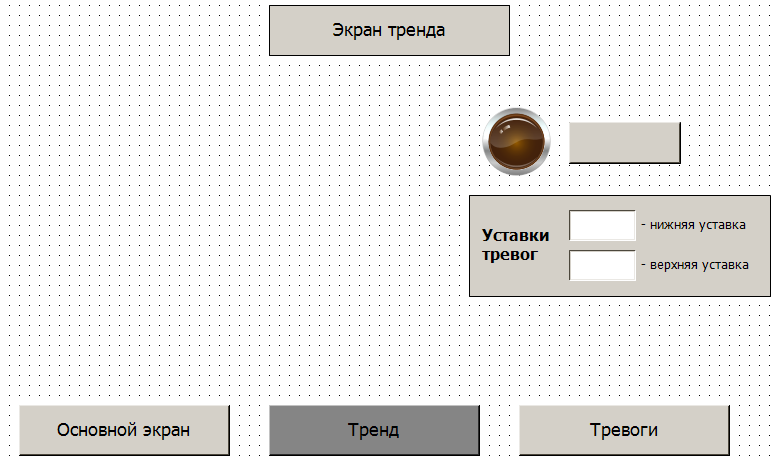 Экран тренда
Уставки
тревог
- нижняя уставка
- верхняя уставка
Основной экран
Тренд
Тревоги